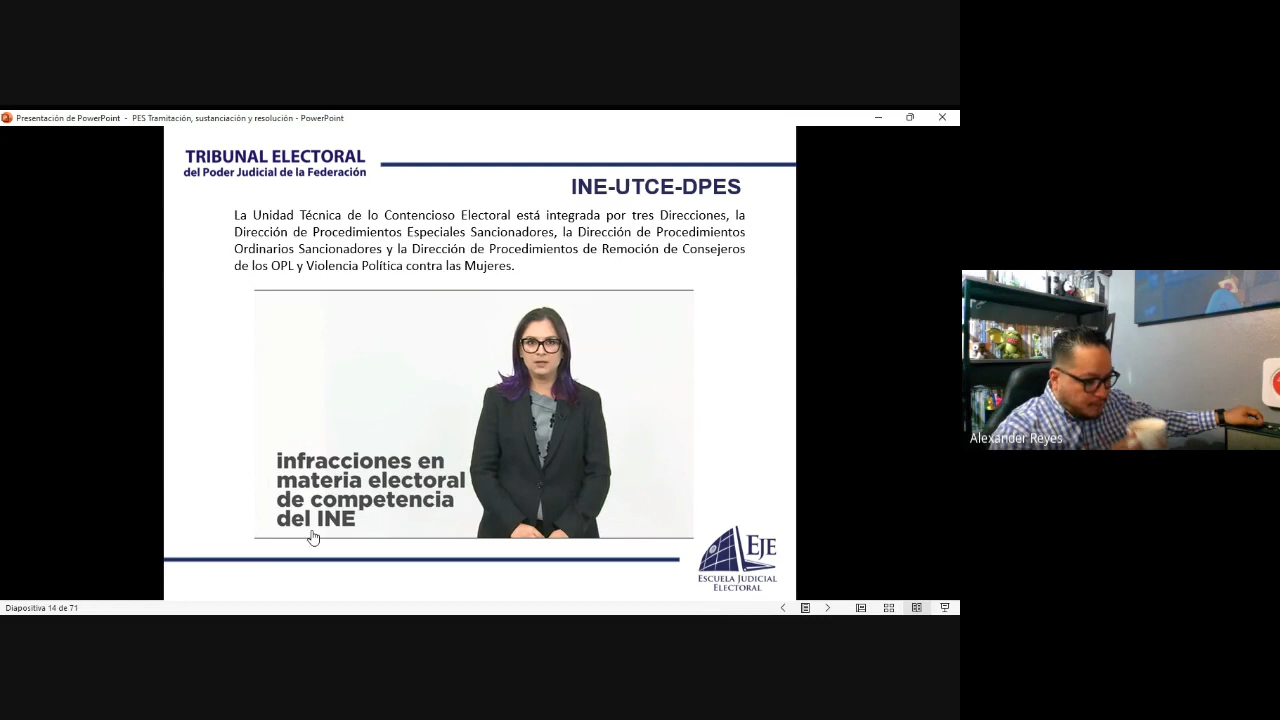 Presentación de PowerPoint - PES Tramitación, sustanciación y resolución - PowerPoint
TRIBUNAL ELECTORAL
del Poder Judicial de la Federación
INE-UTCE-DPES
La Unidad Técnica de lo Contencioso Electoral está integrada por tres Direcciones, la
Dirección de Procedimientos Especiales Sancionadores, la Dirección de Procedimientos
Ordinarios Sancionadores y la Dirección de Procedimientos de Remoción de Consejeros
de los OPL y Violencia Política contra las Mujeres.
infracciones en
materia electoral
de competencia
del INE
EJE
ESCUELA JUDICIAL
ELECTORAL
Alexander Reyes
Diapositiva 14 de 71